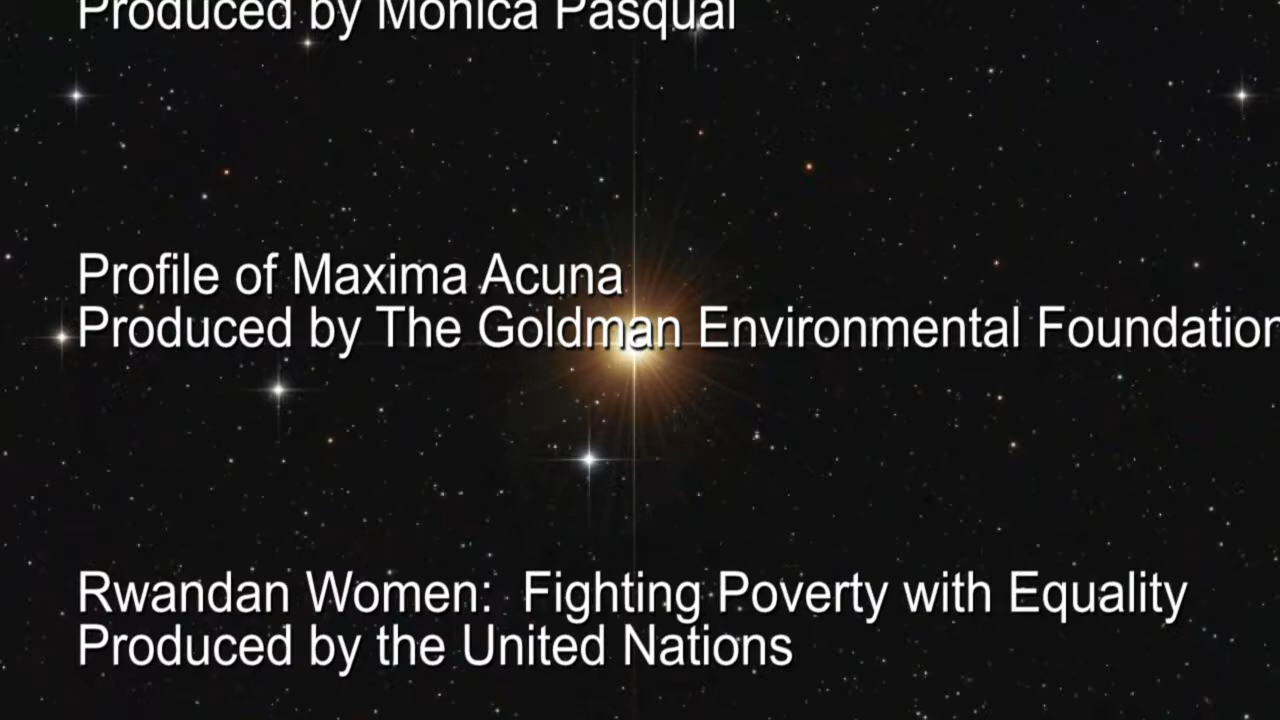 Produced by Monica Pasqual
Profile of Maxima Acuna
Produced by The Goldman Environmental Foundation
Rwandan Women:  Fighting Poverty with Equality
Produced by the United Nations